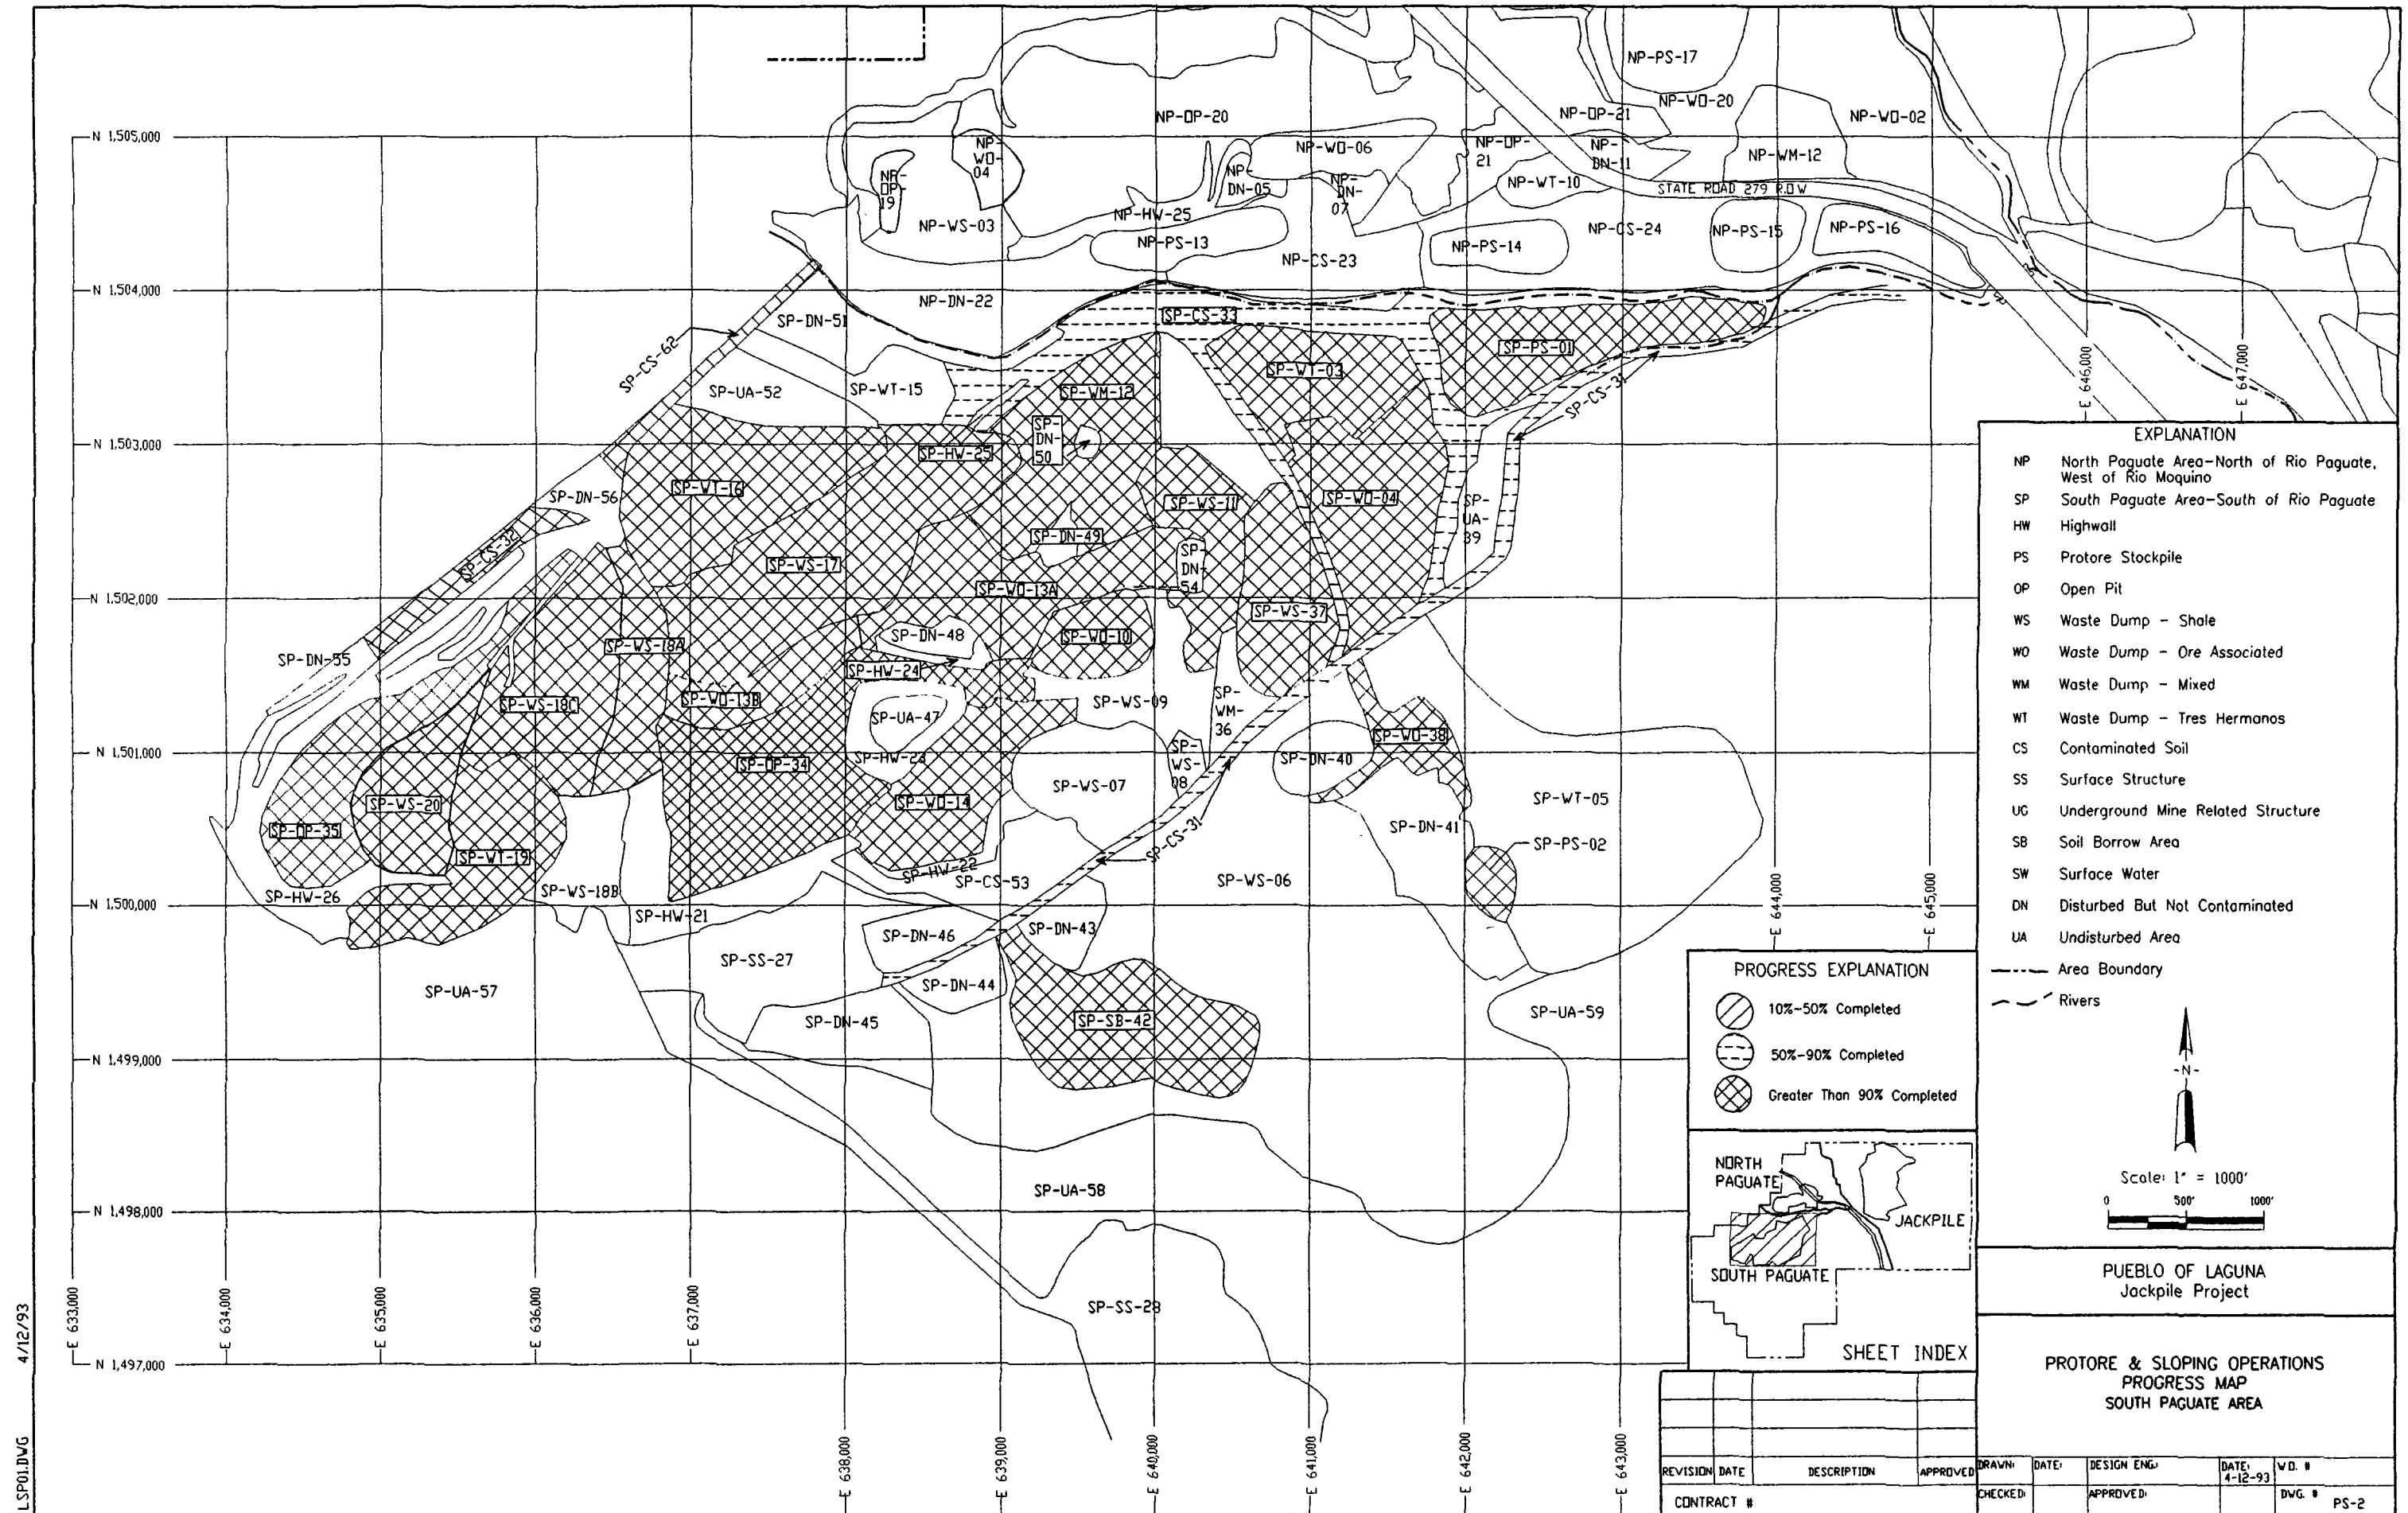 NP-PS-17
NP-OP-20
NP-OP-21
NP-WO-20
NP-WO-02
N 1,505,000
NP-
WO-
04
NP-WO-06
NP-OP-
21
NP-
DN-11
NP-WM-12
NP-
OP-
19
NP-
DN-05
NP-
DN-
07
NP-WT-10
STATE ROAD 279 R.O.W
NP-WS-03
NP-HW-25
NP-PS-13
NP-CS-23
NP-PS-14
NP-CS-24
NP-PS-15
NP-PS-16
N 1,504,000
NP-DN-22
SP-DN-51
SP-CS-33
SP-CS-62
SP-PS-01
SP-WT-03
SP-UA-52
SP-WT-15
SP-WM-12
SP-CS-31
E 646,000
E 647,000
N 1,503,000
SP-
DN-
50
SP-HW-25
SP-WT-16
SP-DN-56
SP-WS-11
SP-WO-04
SP-
UA-
39
SP-CS-32
SP-DN-49
SP-WS-17
SP-
DN-
54
SP-WO-13A
N 1,502,000
SP-WS-37
SP-DN-48
SP-WO-10
SP-WS-18A
SP-DN-55
SP-HW-24
SP-WO-13B
SP-WS-18C
SP-UA-47
SP-WS-09
SP-
WM-
36
N 1,501,000
SP-OP-34
SP-HW-23
SP-WS-07
SP-
WS-
08
SP-DN-40
SP-WO-38
SP-WS-20
SP-WO-14
SP-WT-05
SP-OP-35
SP-WT-19
SP-DN-41
SP-PS-02
SP-CS-31
SP-HW-22
SP-CS-53
SP-WS-06
SP-HW-26
SP-WS-18B
N 1,500,000
SP-HW-21
SP-DN-46
SP-DN-43
E 644,000
E 645,000
SP-SS-27
SP-UA-57
SP-DN-44
SP-DN-45
SP-SB-42
SP-UA-59
N 1,499,000
SP-UA-58
N 1,498,000
SP-SS-28
N 1,497,000
E 633,000
E 634,000
E 635,000
E 636,000
E 637,000
E 638,000
E 639,000
E 640,000
E 641,000
E 642,000
E 643,000
EXPLANATION
NP North Paguate Area-North of Rio Paguate,
West of Rio Moquino
SP South Paguate Area-South of Rio Paguate
HW Highwall
PS Protore Stockpile
OP Open Pit
WS Waste Dump - Shale
WO Waste Dump - Ore Associated
WM Waste Dump - Mixed
WT Waste Dump - Tres Hermanos
CS Contaminated Soil
SS Surface Structure
UG Underground Mine Related Structure
SB Soil Borrow Area
SW Surface Water
DN Disturbed But Not Contaminated
UA Undisturbed Area
Area Boundary
Rivers
-N-
Scale: 1" = 1000'
0 500' 1000'
PROGRESS EXPLANATION
10%-50% Completed
50%-90% Completed
Greater Than 90% Completed
NORTH
PAGUATE
JACKPILE
SOUTH PAGUATE
SHEET INDEX
PUEBLO OF LAGUNA
Jackpile Project
PROTORE & SLOPING OPERATIONS
PROGRESS MAP
SOUTH PAGUATE AREA
REVISION DATE DESCRIPTION APPROVED
CONTRACT #
DRAWN: DATE: DESIGN ENG.: DATE: 4-12-93 W.O. #
CHECKED: APPROVED: DWG. # PS-2
LSP01.DWG 4/12/93